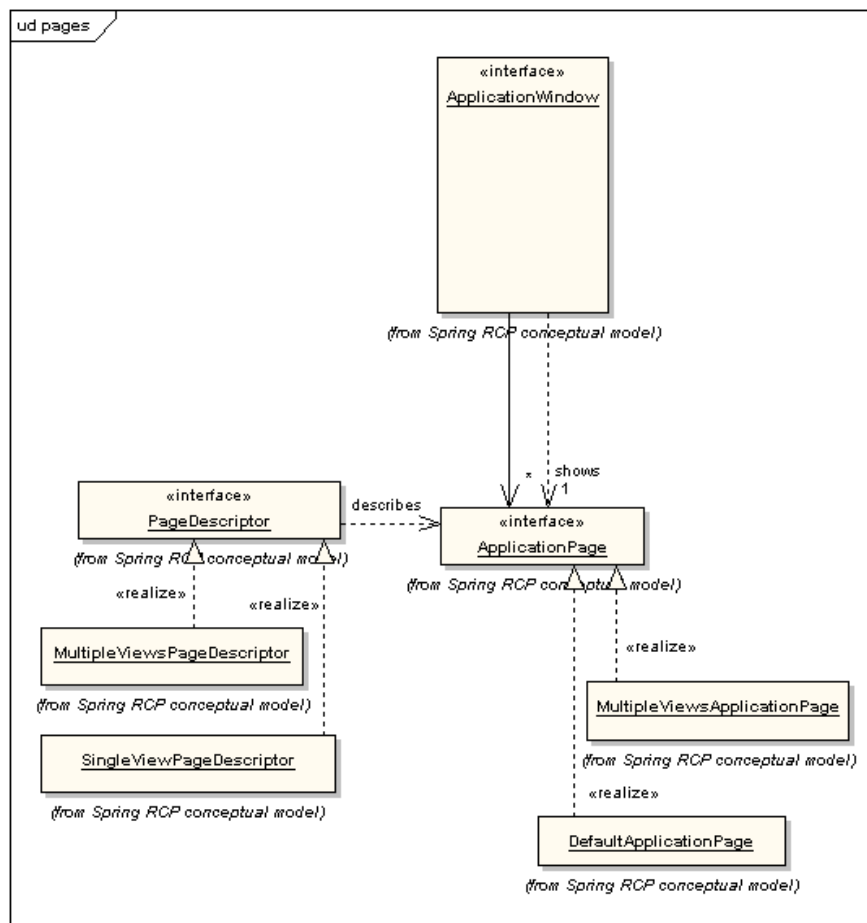 ud pages
«interface»
ApplicationWindow
(from Spring RCP conceptual model)
*
shows
1
«interface»
PageDescriptor
(from Spring RCP conceptual model)
describes
«interface»
ApplicationPage
(from Spring RCP conceptual model)
«realize»
«realize»
MultipleViewsPageDescriptor
(from Spring RCP conceptual model)
«realize»
MultipleViewsApplicationPage
(from Spring RCP conceptual model)
SingleViewPageDescriptor
(from Spring RCP conceptual model)
«realize»
DefaultApplicationPage
(from Spring RCP conceptual model)